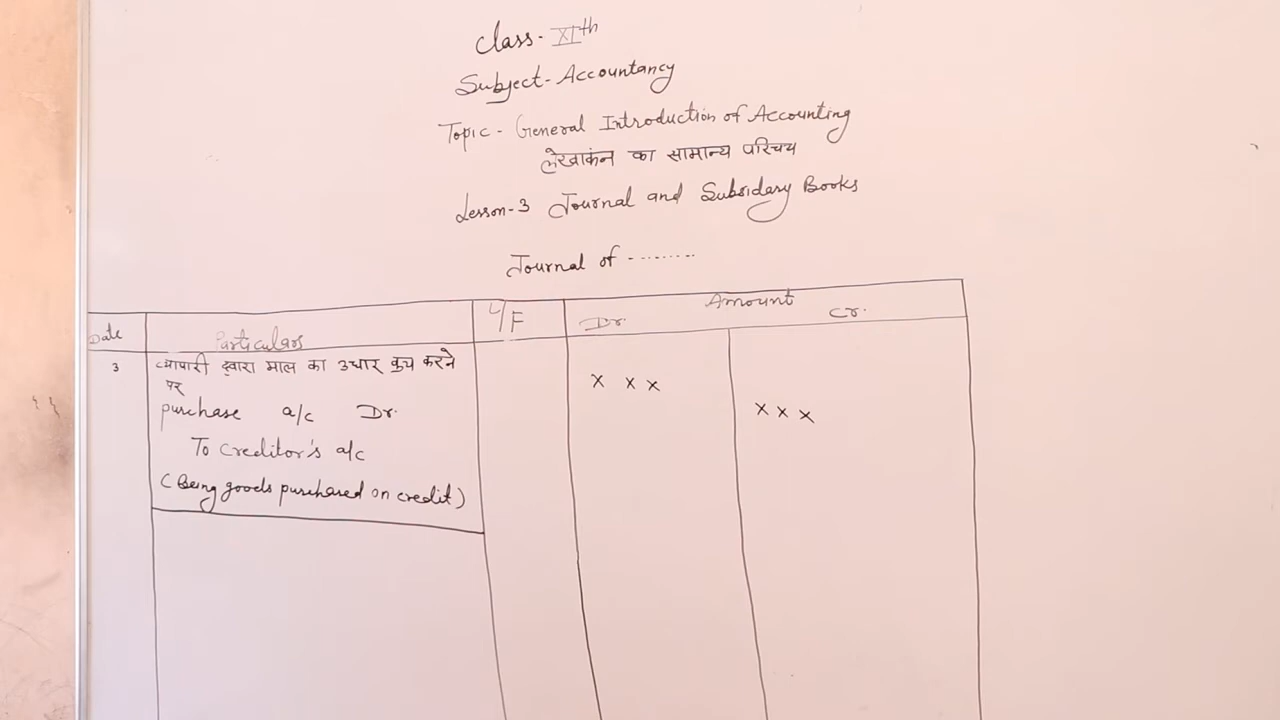 Class - XIth
Subject - Accountancy
Topic - General Introduction of Accounting
लेखाकंन का सामान्य परिचय
Lesson-3 Journal and Subsidary Books
Journal of - ........
Date Particulars L/F Amount
Dr. Cr.
3 व्यापारी द्वारा माल का उधार क्रय करने
पर
purchase a/c Dr. x x x
To creditor's a/c x x x
(Being goods purchased on credit)